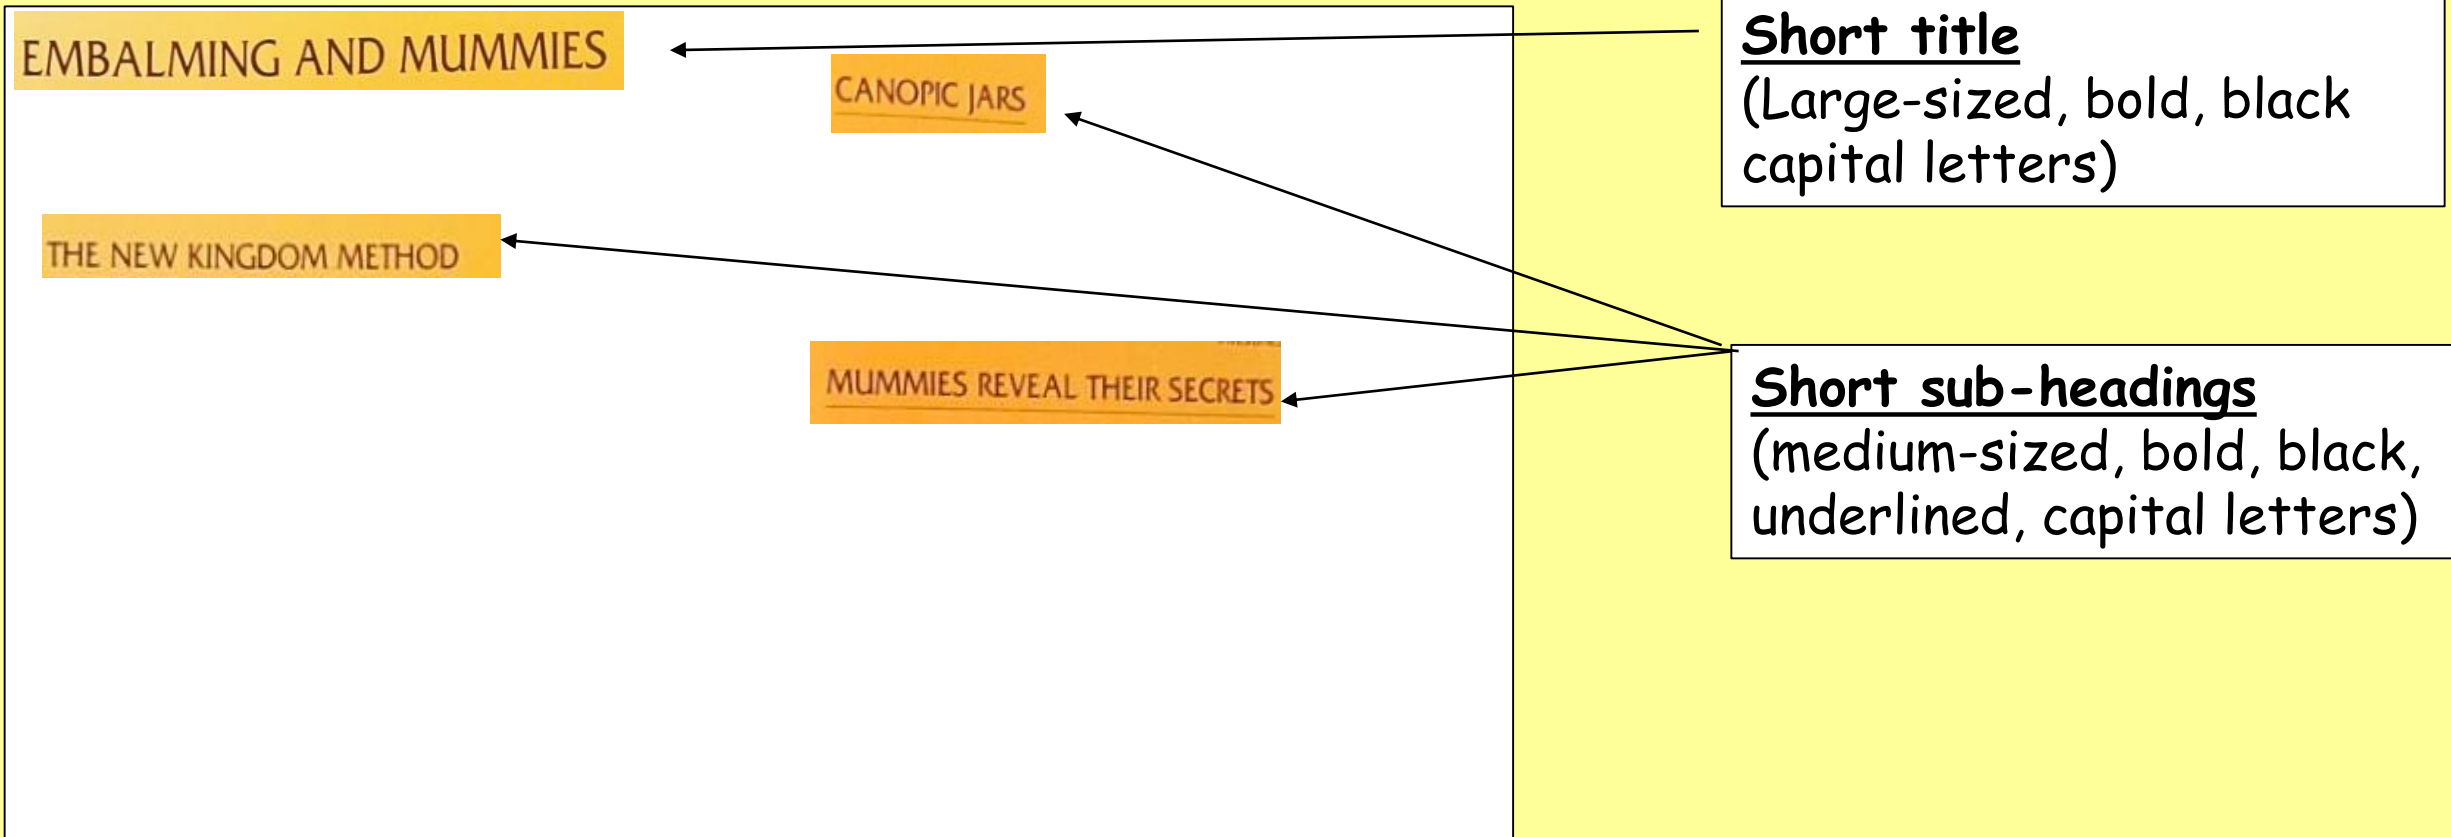 EMBALMING AND MUMMIES
CANOPIC JARS
THE NEW KINGDOM METHOD
MUMMIES REVEAL THEIR SECRETS
Short title
(Large-sized, bold, black
capital letters)
Short sub-headings
(medium-sized, bold, black,
underlined, capital letters)